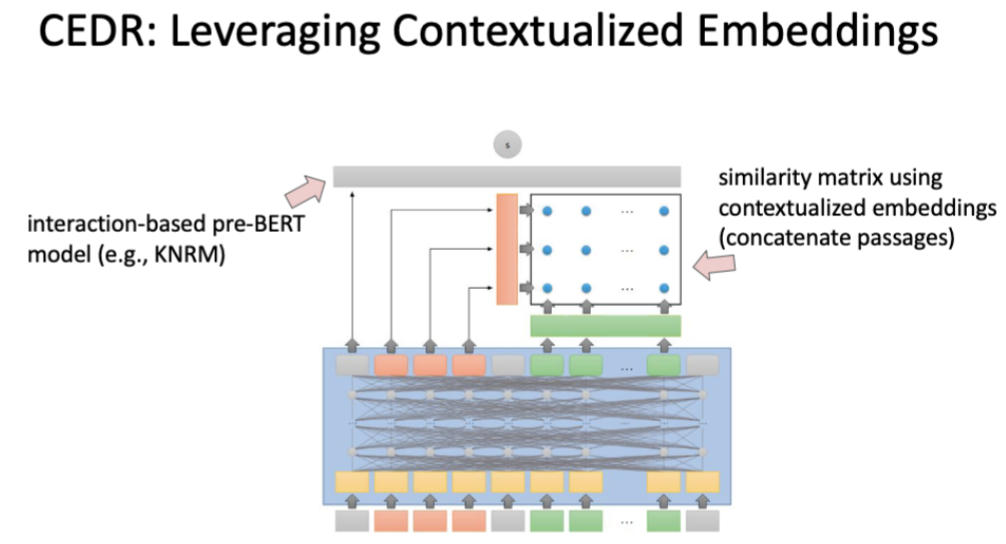 CEDR: Leveraging Contextualized Embeddings
s
interaction-based pre-BERT
model (e.g., KNRM)
similarity matrix using
contextualized embeddings
(concatenate passages)
...
...
...
...
...